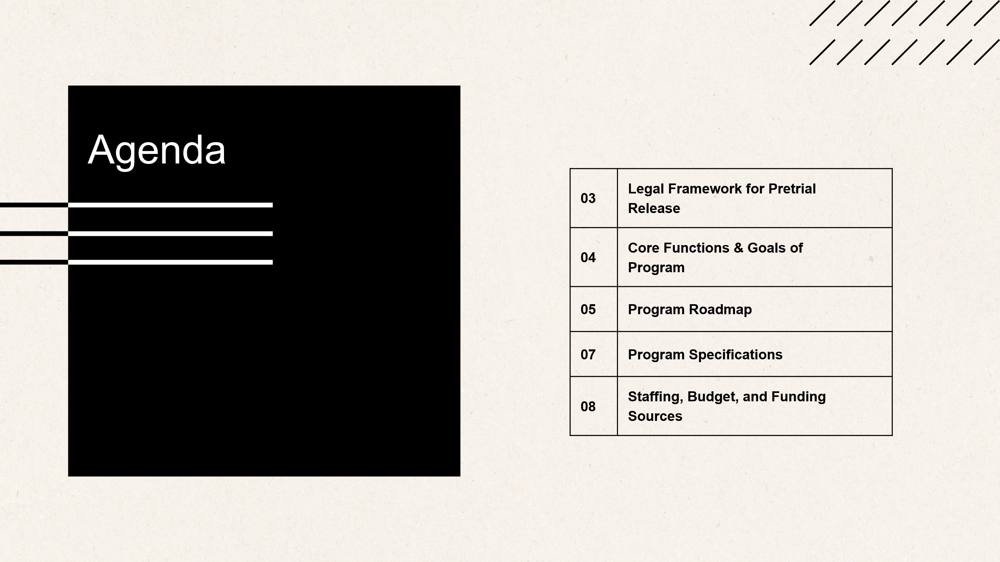 Agenda
03
Legal Framework for Pretrial
Release
04
Core Functions & Goals of
Program
05
Program Roadmap
07
Program Specifications
08
Staffing, Budget, and Funding
Sources